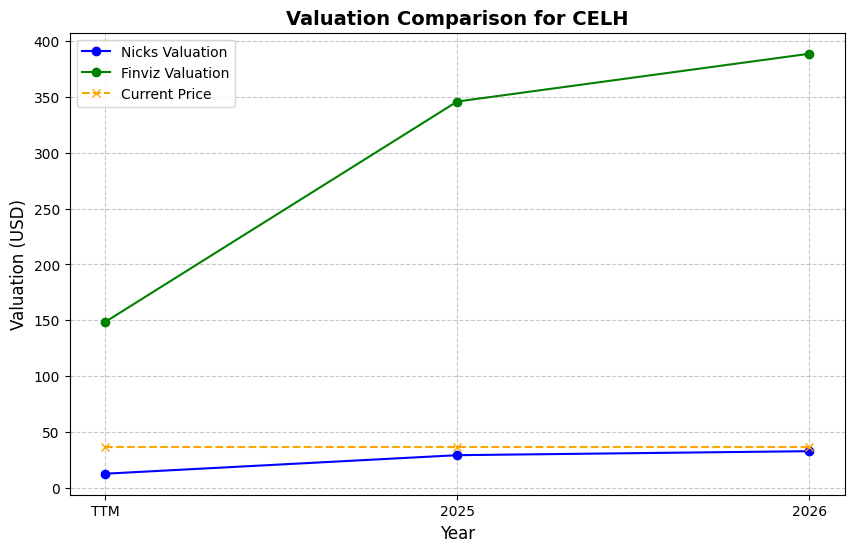 Valuation Comparison for CELH
Nicks Valuation
Finviz Valuation
Current Price
Valuation (USD)
400
350
300
250
200
150
100
50
0
TTM 2025 2026
Year